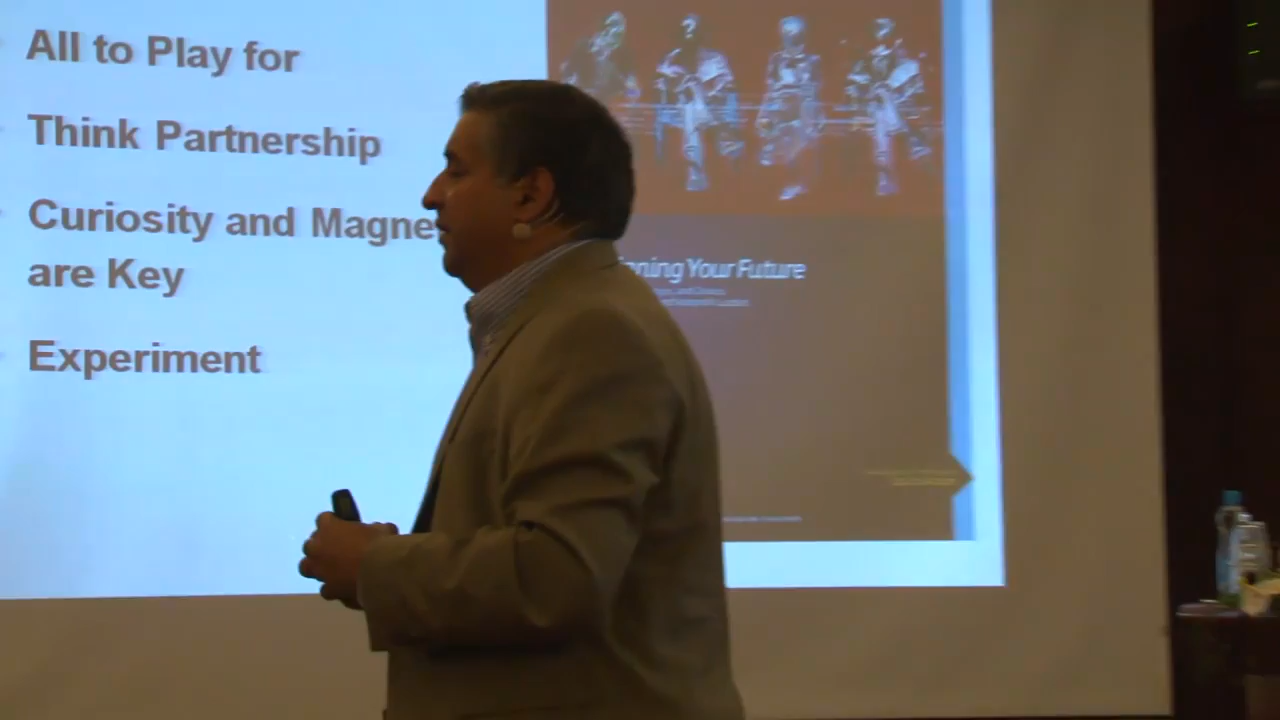 All to Play for
Think Partnership
Curiosity and Magne
are Key
Experiment
nning Your Future